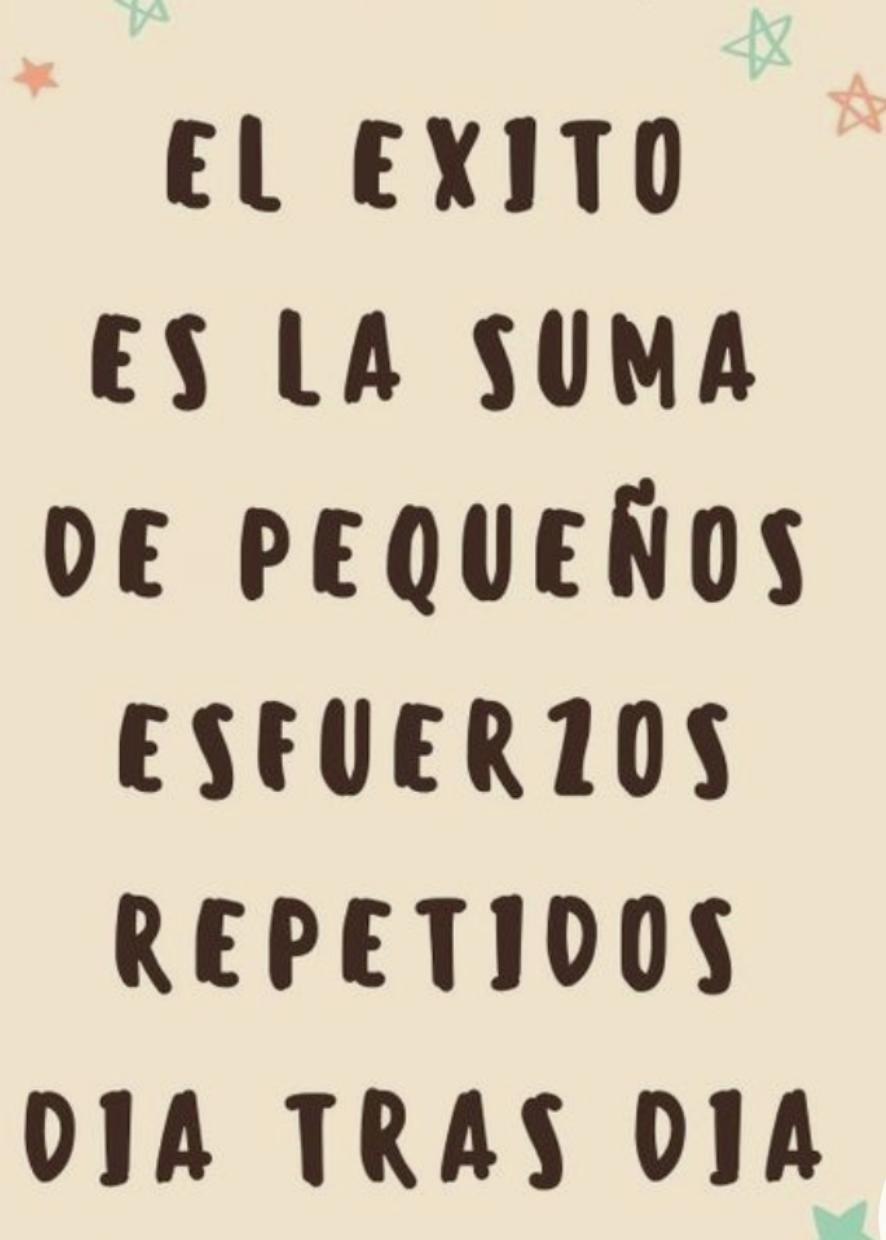 EL EXITO
ES LA SUMA
DE PEQUEÑOS
ESFUERZOS
REPETIDOS
DIA TRAS DIA